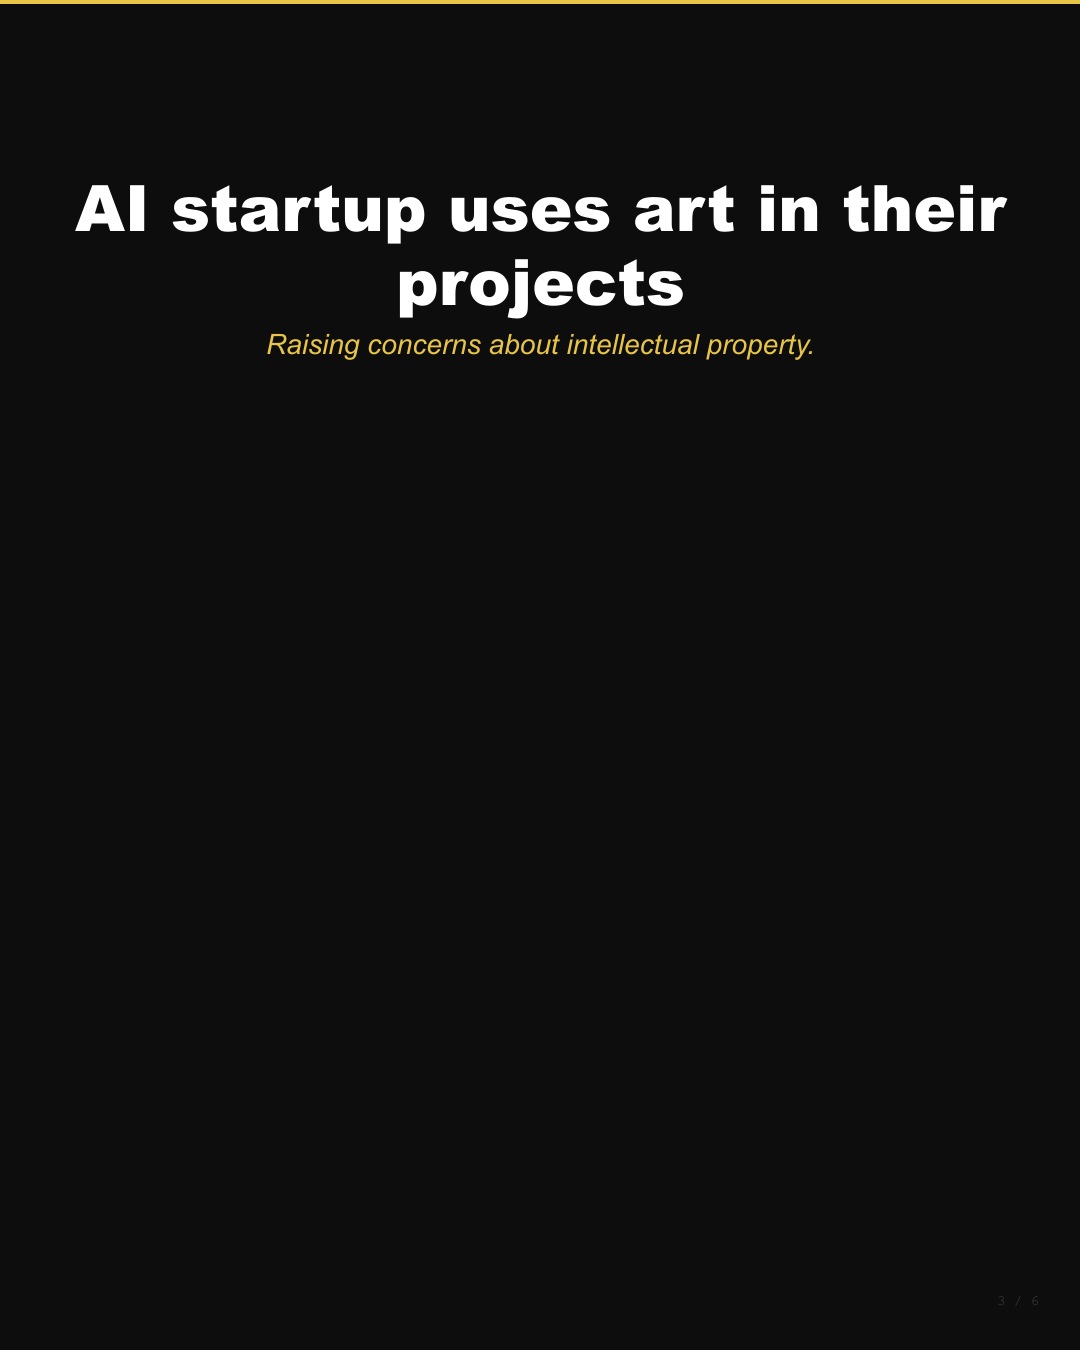 AI startup uses art in their
projects
Raising concerns about intellectual property.
3 / 6